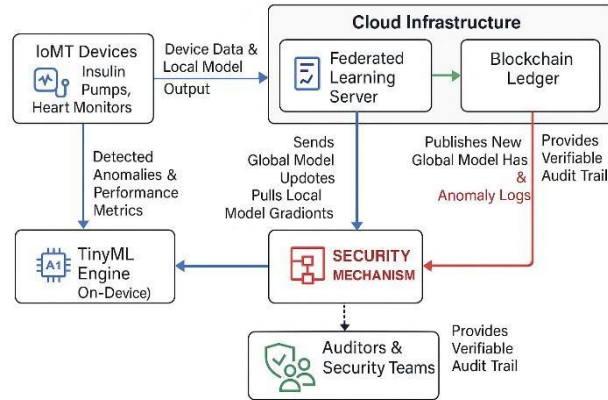 Cloud Infrastructure
IoMT Devices
Insulin
Pumps,
Heart Monitors
Device Data &
Local Model
Output
Federated
Learning
Server
Blockchain
Ledger
Detected
Anomalies &
Performance
Metrics
Sends
Global Model
Updates
Pulls Local
Model Gradionts
Publishes New
Global Model Has
&
Anomaly Logs
Provides
Verifiable
Audit Trail
A1
TinyML
Engine
On-Device)
SECURITY
MECHANISM
Auditors &
Security Teams
Provides
Verifiable
Audit Trail